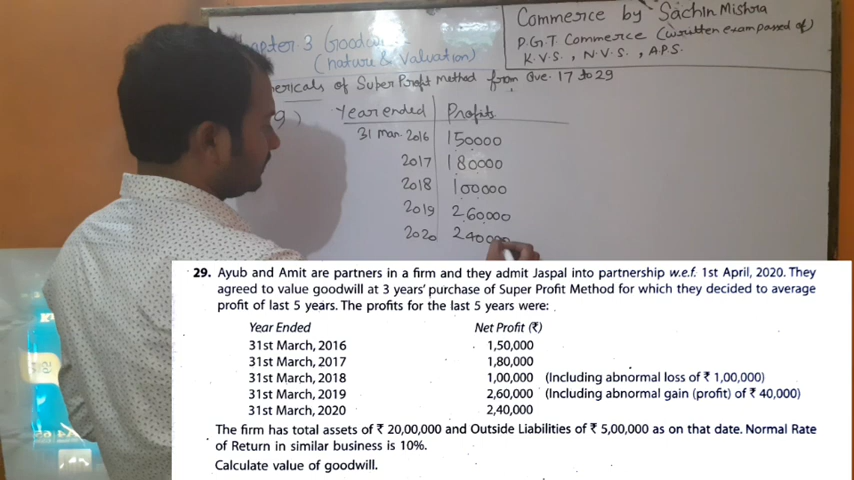 Commerce by Sachin Mishra
P.G.T Commerce (written exam passed of)
K.V.S, N.V.S., A.P.S.
apter 3 Goodw
(nature & Valuation)
mericals of Super Profit Method from Que. 17 to 29
9)
Year ended Profits
31 Mar. 2016 150000
2017 180000
2018 100000
2019 260000
2020 240000
29. Ayub and Amit are partners in a firm and they admit Jaspal into partnership w.e.f. 1st April, 2020. They
agreed to value goodwill at 3 years' purchase of Super Profit Method for which they decided to average
profit of last 5 years. The profits for the last 5 years were:
Year Ended Net Profit (₹)
31st March, 2016 1,50,000
31st March, 2017 1,80,000
31st March, 2018 1,00,000 (Including abnormal loss of ₹ 1,00,000)
31st March, 2019 2,60,000 (Including abnormal gain (profit) of ₹ 40,000)
31st March, 2020 2,40,000
The firm has total assets of ₹ 20,00,000 and Outside Liabilities of ₹ 5,00,000 as on that date. Normal Rate
of Return in similar business is 10%.
Calculate value of goodwill.